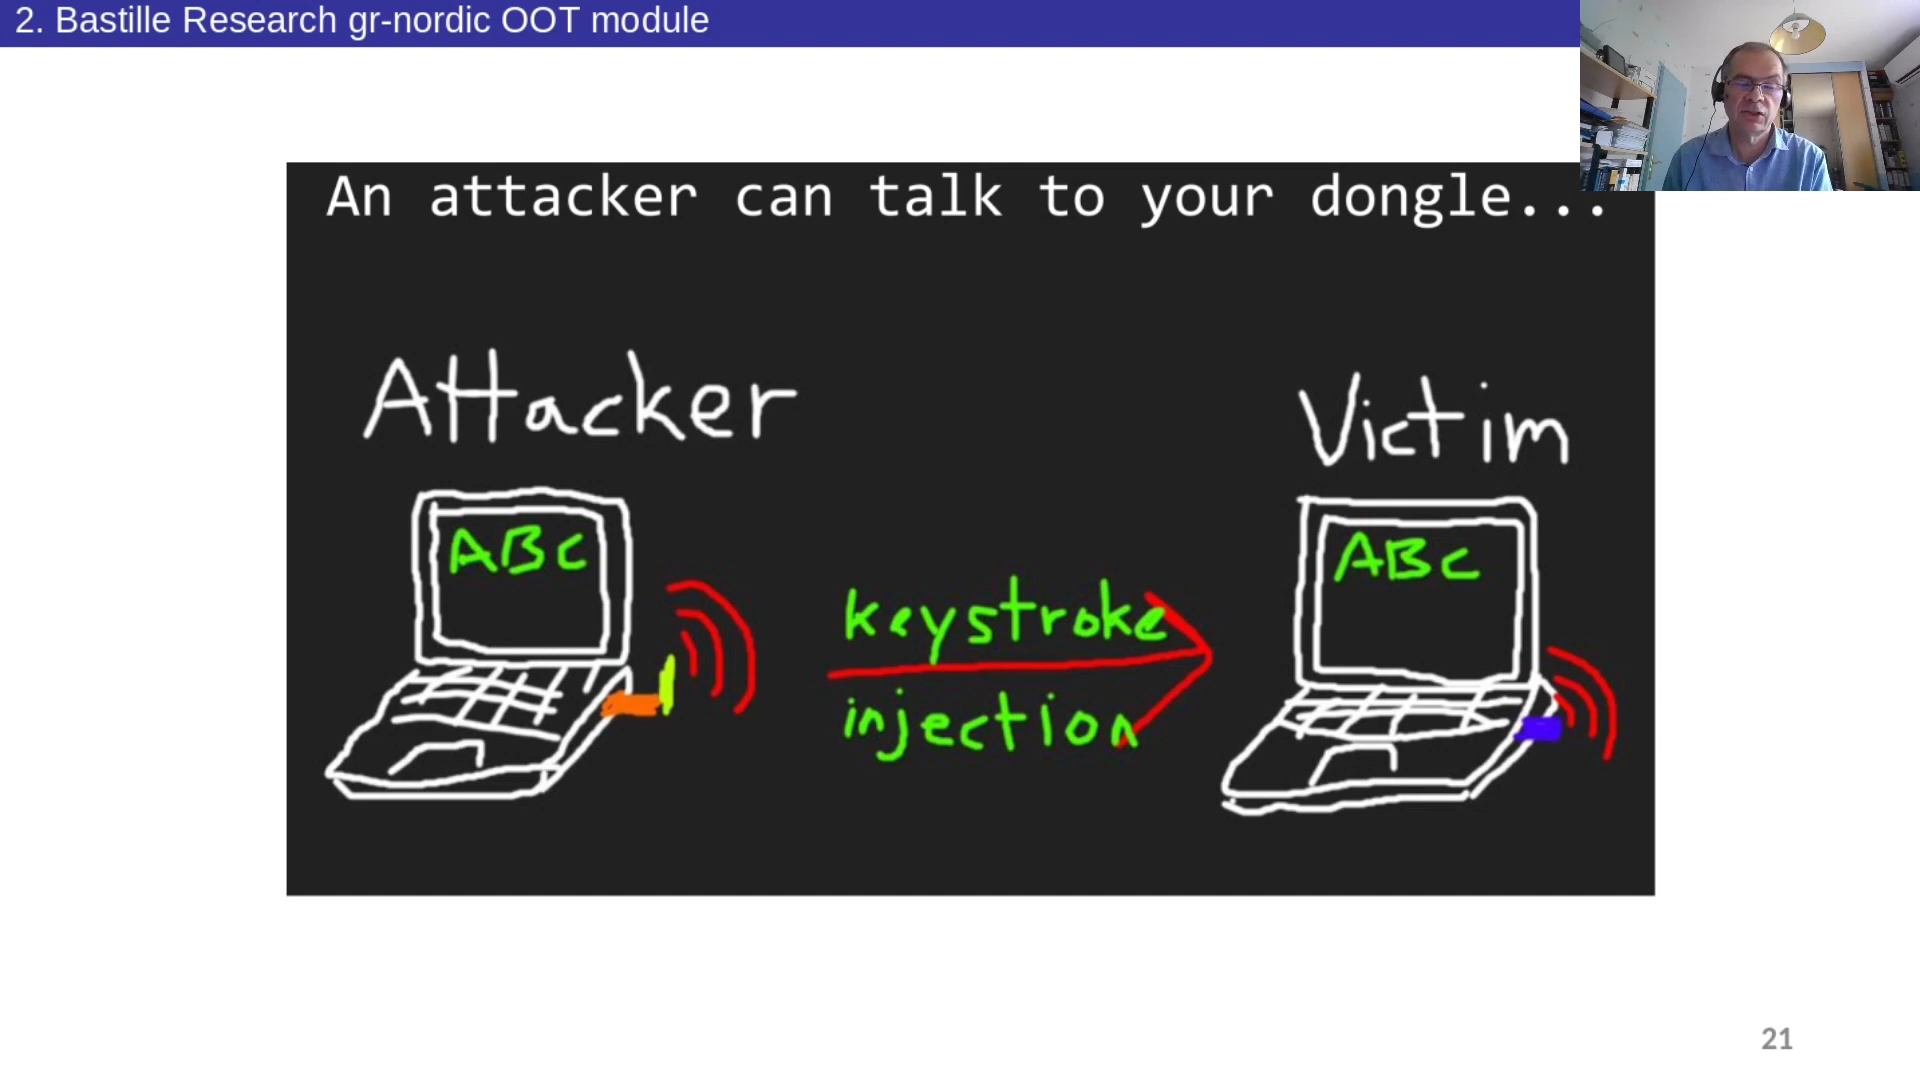 2. Bastille Research gr-nordic OOT module
An attacker can talk to your dongle...
Attacker
Victim
ABC
ABC
keystroke
injection
21